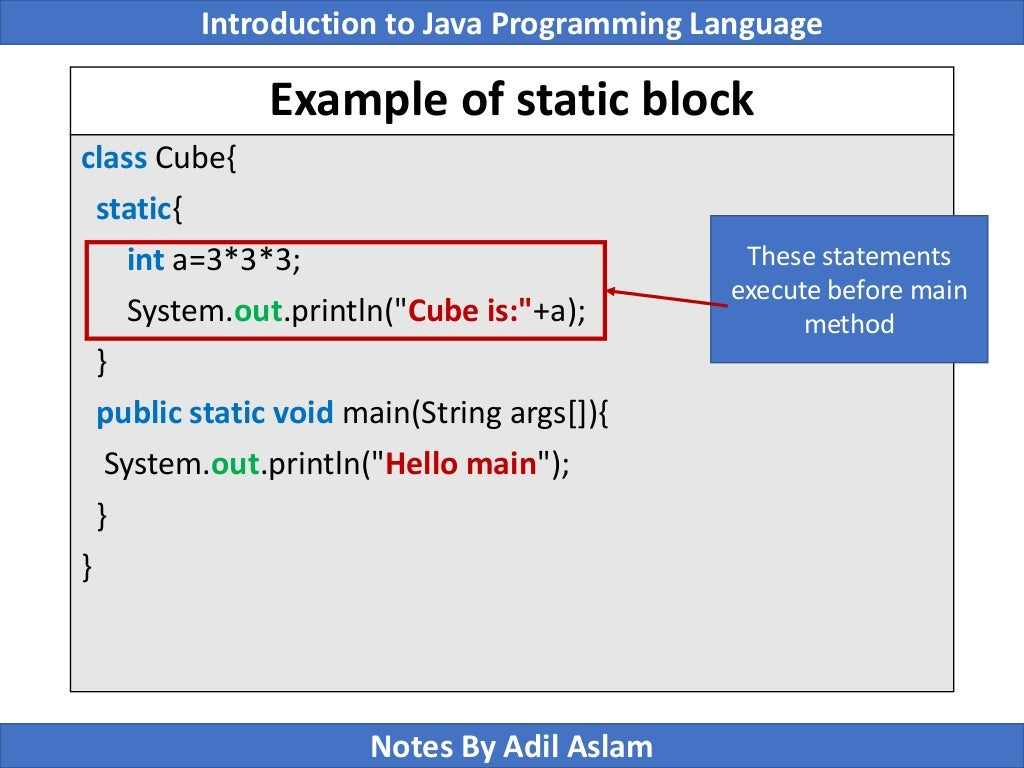 Introduction to Java Programming Language
Example of static block
class Cube{
static{
int a=3*3*3;
System.out.println("Cube is:"+a);
}
public static void main(String args[]){
System.out.println("Hello main");
}
}
These statements
execute before main
method
Notes By Adil Aslam